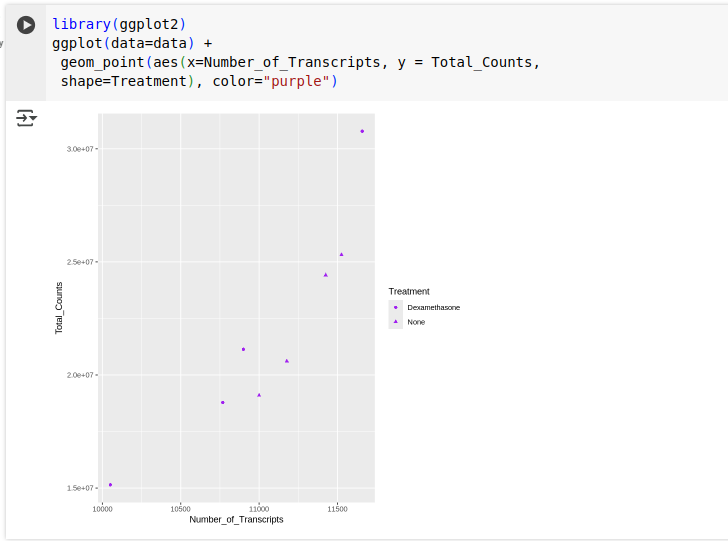 library(ggplot2)
ggplot(data=data) +
geom_point(aes(x=Number_of_Transcripts, y = Total_Counts,
shape=Treatment), color="purple")
3.0e+07
2.5e+07
2.0e+07
1.5e+07
Total_Counts
10000 10500 11000 11500
Number_of_Transcripts
Treatment
Dexamethasone
None